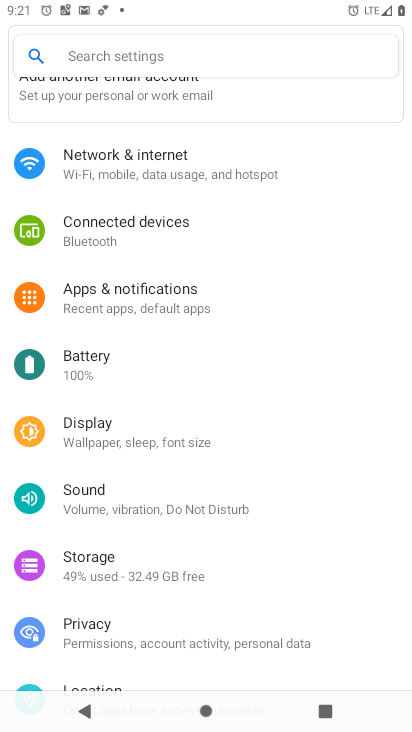 9:21
LTE
Search settings
Add another email account
Set up your personal or work email
Network & internet
Wi-Fi, mobile, data usage, and hotspot
Connected devices
Bluetooth
Apps & notifications
Recent apps, default apps
Battery
100%
Display
Wallpaper, sleep, font size
Sound
Volume, vibration, Do Not Disturb
Storage
49% used - 32.49 GB free
Privacy
Permissions, account activity, personal data
Location
apps have access to location